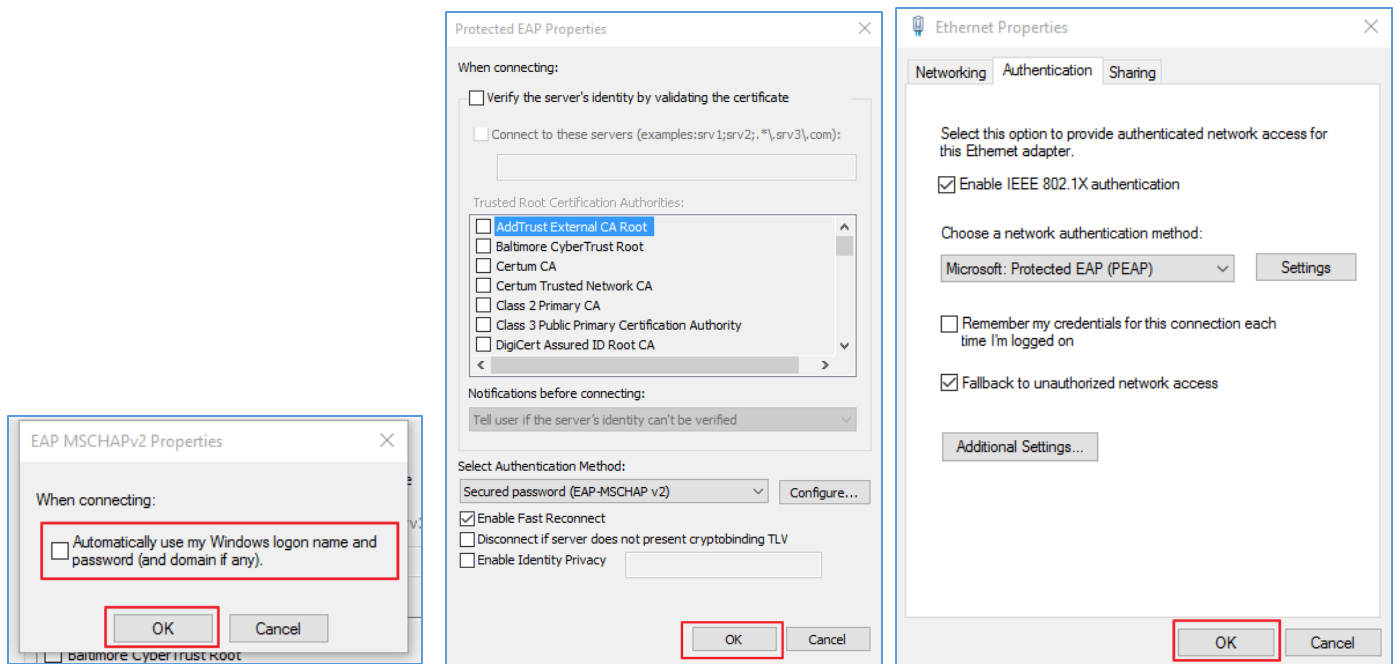 EAP MSCHAPv2 Properties
When connecting:
Automatically use my Windows logon name and
password (and domain if any).
OK
Cancel
Baltimore CyberTrust Root
Protected EAP Properties
When connecting:
Verify the server's identity by validating the certificate
Connect to these servers (examples:srv1;srv2;.*\.srv3\.com):
Trusted Root Certification Authorities:
AddTrust External CA Root
Baltimore CyberTrust Root
Certum CA
Certum Trusted Network CA
Class 2 Primary CA
Class 3 Public Primary Certification Authority
DigiCert Assured ID Root CA
Notifications before connecting:
Tell user if the server's identity can't be verified
Select Authentication Method:
Secured password (EAP-MSCHAP v2)
Configure...
Enable Fast Reconnect
Disconnect if server does not present cryptobinding TLV
Enable Identity Privacy
OK
Cancel
Ethernet Properties
Networking
Authentication
Sharing
Select this option to provide authenticated network access for
this Ethernet adapter.
Enable IEEE 802.1X authentication
Choose a network authentication method:
Microsoft: Protected EAP (PEAP)
Settings
Remember my credentials for this connection each
time I'm logged on
Fallback to unauthorized network access
Additional Settings...
OK
Cancel